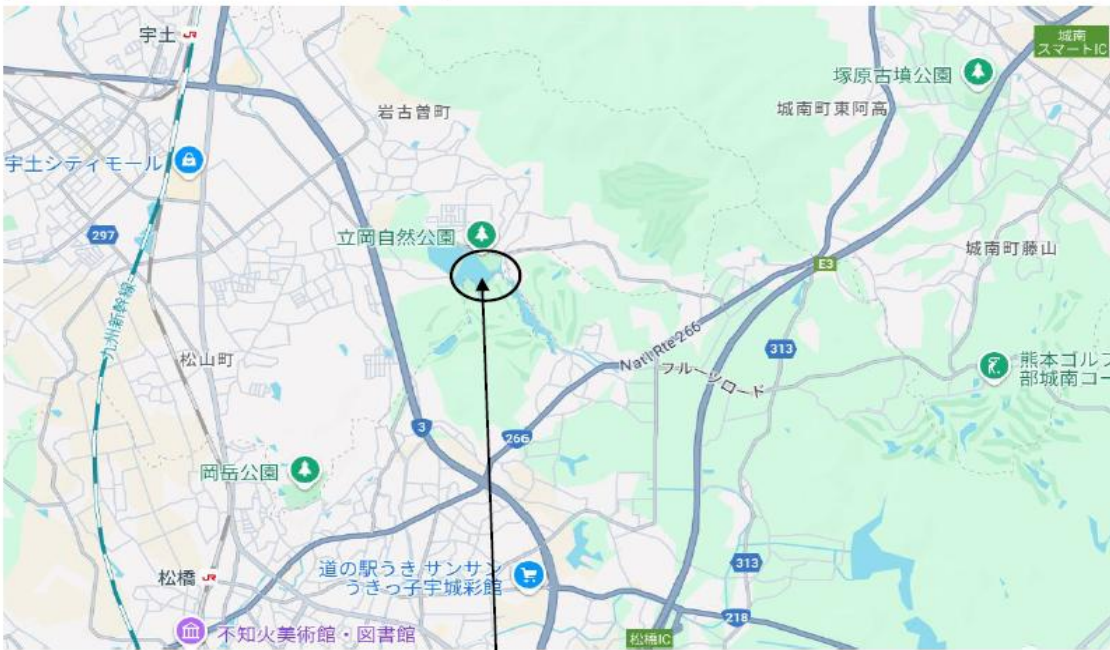 宇土
城南
スマートIC
塚原古墳公園
岩古曽町
城南町東阿高
宇土シティモール
立岡自然公園
297
城南町藤山
E3
九州新幹線
松山町
Nat'l Rte 266
313
フルーツロード
熊本ゴルフ
部城南コー
3
266
岡岳公園
道の駅うき サンサン
うきっ子宇城彩館
松橋
313
218
不知火美術館・図書館
松橋IC